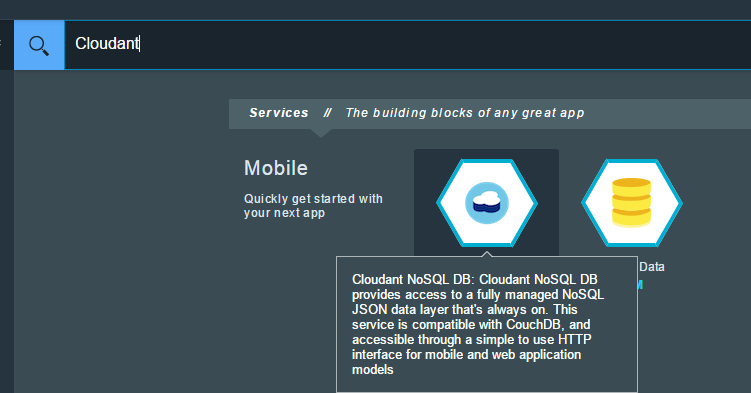 Cloudant
Services // The building blocks of any great app
Mobile
Quickly get started with
your next app
Data
Cloudant NoSQL DB: Cloudant NoSQL DB
provides access to a fully managed NoSQL
JSON data layer that's always on. This
service is compatible with CouchDB, and
accessible through a simple to use HTTP
interface for mobile and web application
models